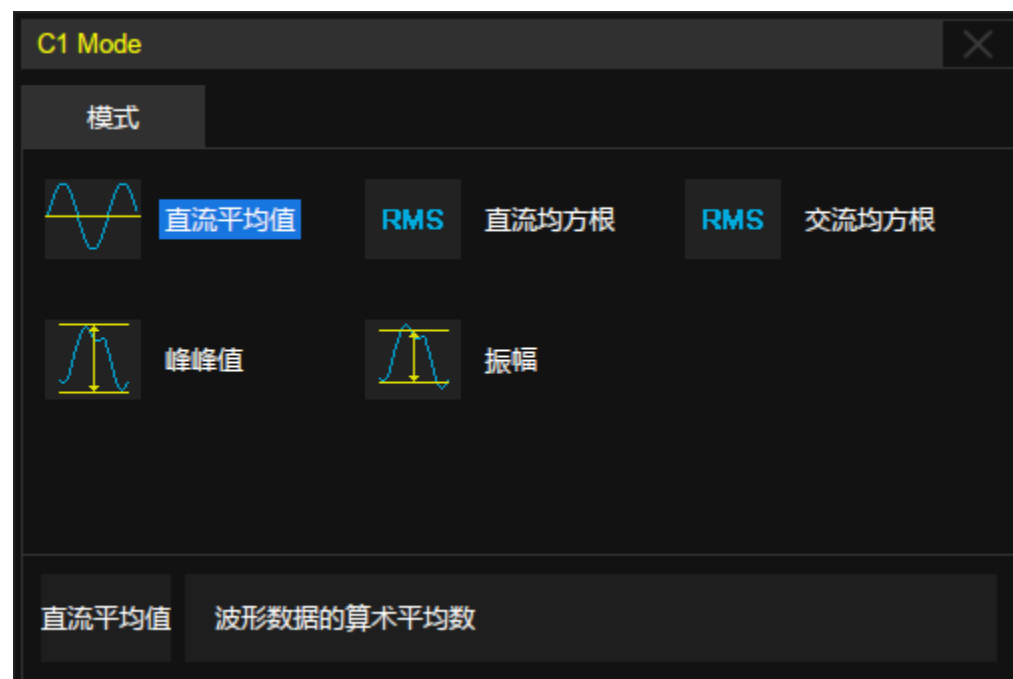 C1 Mode
模式
直流平均值
RMS 直流均方根
RMS 交流均方根
峰峰值
振幅
直流平均值 波形数据的算术平均数